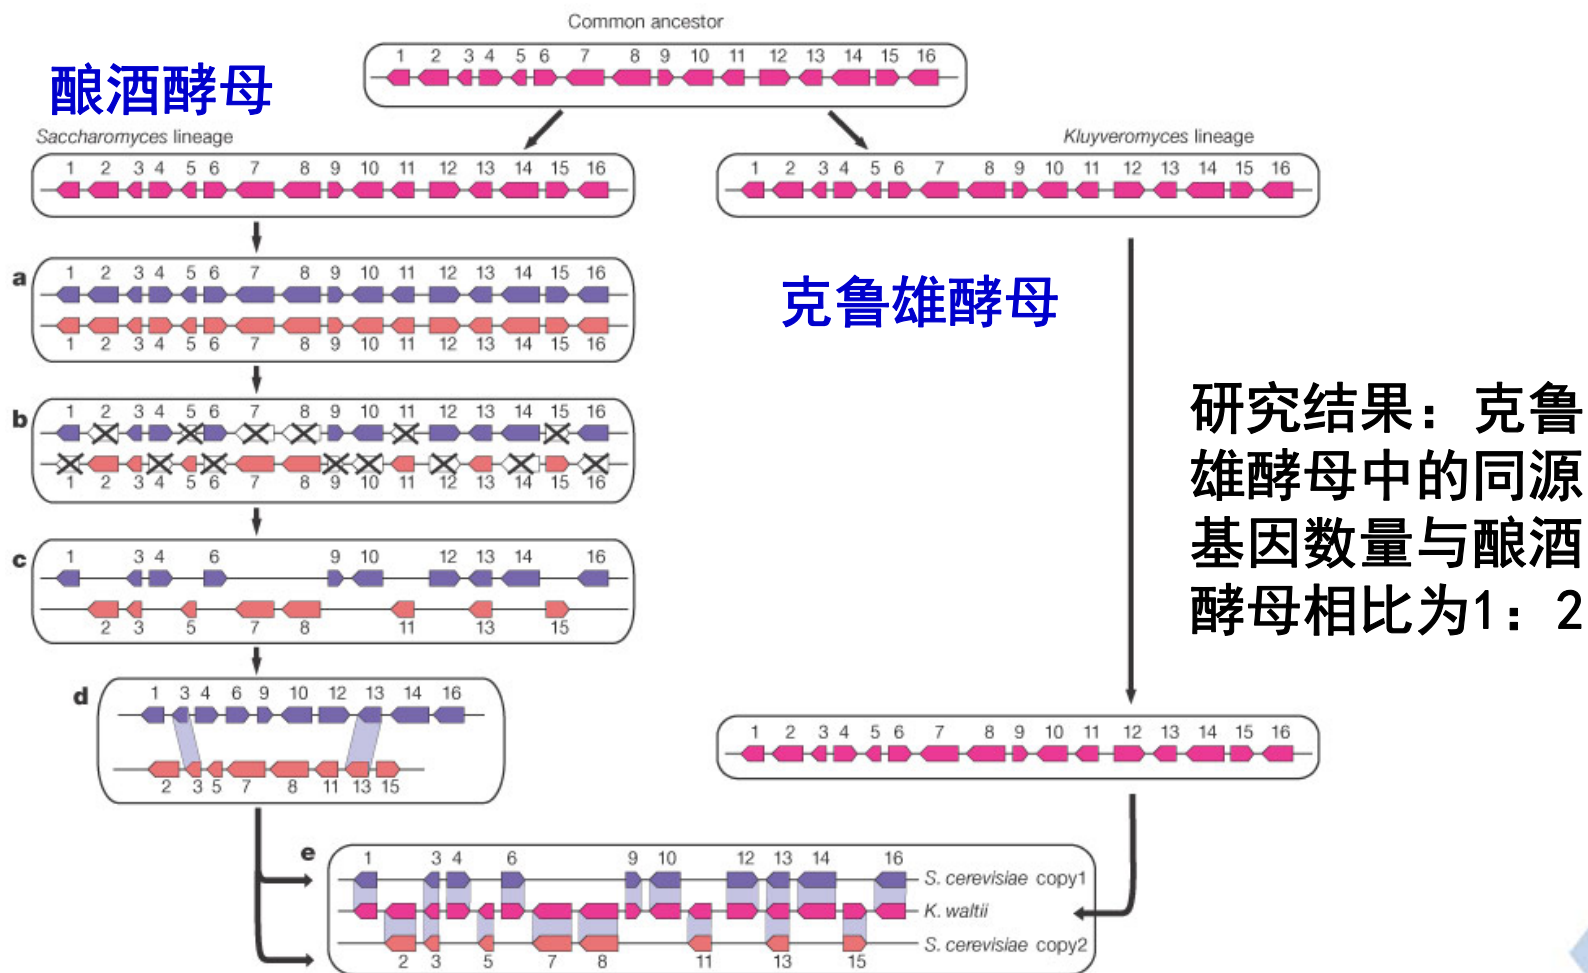 Common ancestor
1 2 3 4 5 6 7 8 9 10 11 12 13 14 15 16
酿酒酵母
Saccharomyces lineage
1 2 3 4 5 6 7 8 9 10 11 12 13 14 15 16
Kluyveromyces lineage
1 2 3 4 5 6 7 8 9 10 11 12 13 14 15 16
a
1 2 3 4 5 6 7 8 9 10 11 12 13 14 15 16
1 2 3 4 5 6 7 8 9 10 11 12 13 14 15 16
克鲁雄酵母
b
1 2 3 4 5 6 7 8 9 10 11 12 13 14 15 16
1 2 3 4 5 6 7 8 9 10 11 12 13 14 15 16
研究结果：克鲁
雄酵母中的同源
基因数量与酿酒
酵母相比为1：2
c
1 3 4 6 9 10 12 13 14 16
2 3 5 7 8 11 13 15
d
1 3 4 6 9 10 12 13 14 16
2 3 5 7 8 11 13 15
1 2 3 4 5 6 7 8 9 10 11 12 13 14 15 16
e
1 3 4 6 9 10 12 13 14 16
S. cerevisiae copy1
K. waltii
S. cerevisiae copy2
2 3 5 7 8 11 13 15